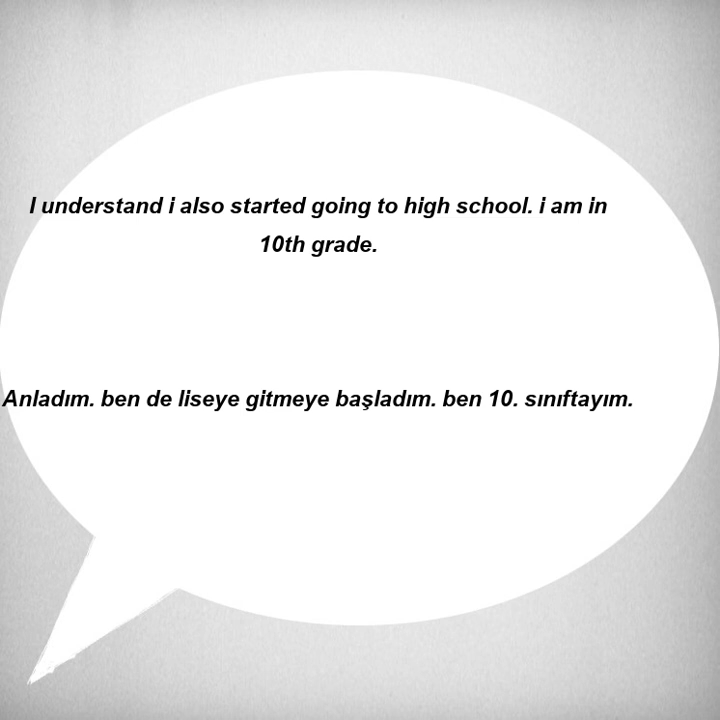 I understand i also started going to high school. i am in
10th grade.
Anladım. ben de liseye gitmeye başladım. ben 10. sınıftayım.